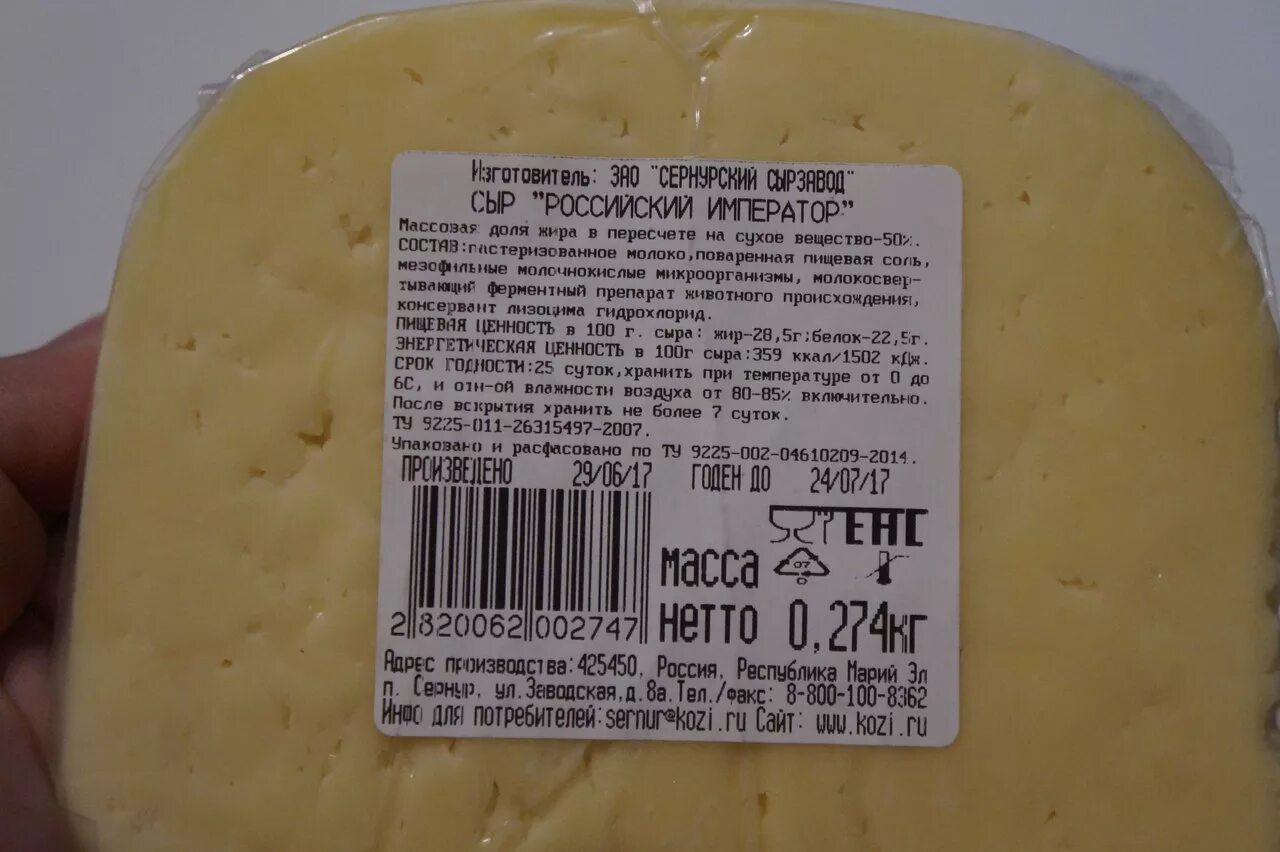 Изготовитель: ЗАО "СЕРНУРСКИЙ СЫРЗАВОД"
СЫР "РОССИЙСКИЙ ИМПЕРАТОР"
Массовая доля жира в пересчете на сухое вещество-50%.
СОСТАВ:пастеризованное молоко,поваренная пищевая соль,
мезофильные молочнокислые микроорганизмы, молокосвер-
тывающий ферментный препарат животного происхождения,
консервант лизоцима гидрохлорид.
ПИЩЕВАЯ ЦЕННОСТЬ в 100 г. сыра: жир-28,5г;белок-22,5г.
ЭНЕРГЕТИЧЕСКАЯ ЦЕННОСТЬ в 100г сыра:359 ккал/1502 кДж.
СРОК ГОДНОСТИ:25 суток,хранить при температуре от 0 до
6С, и отн-ой влажности воздуха от 80-85% включительно.
После вскрытия хранить не более 7 суток.
ТУ 9225-011-26315497-2007.
Упаковано и расфасовано по ТУ 9225-002-04610209-2014.
ПРОИЗВЕДЕНО 29/06/17 ГОДЕН ДО 24/07/17
EAC
07
масса
нетто 0,274кг
2 820062 002747
Адрес производства:425450, Россия, Республика Марий Эл
п. Сернур, ул.Заводская,д.8а.Тел./факс: 8-800-100-8362
Инфо для потребителей:sernur@kozi.ru Сайт: www.kozi.ru